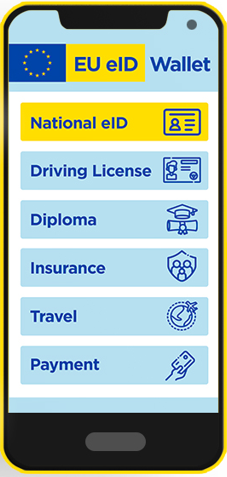 EU eID Wallet
National eID
Driving License
Diploma
Insurance
Travel
Payment